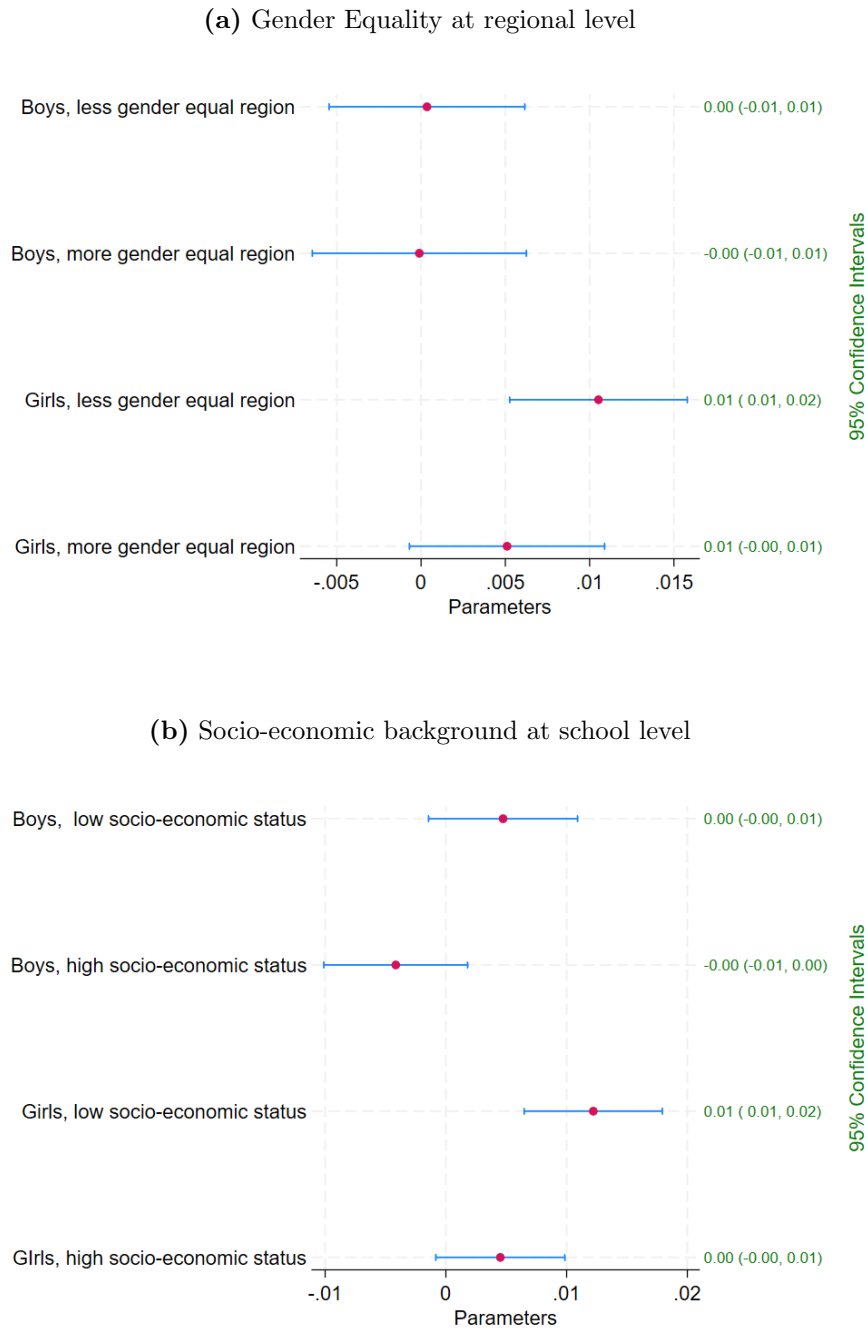 (a) Gender Equality at regional level
Boys, less gender equal region 0.00 (-0.01, 0.01)
Boys, more gender equal region -0.00 (-0.01, 0.01)
Girls, less gender equal region 0.01 ( 0.01, 0.02)
Girls, more gender equal region 0.01 (-0.00, 0.01)
95% Confidence Intervals
-.005 0 .005 .01 .015
Parameters
(b) Socio-economic background at school level
Boys,  low socio-economic status 0.00 (-0.00, 0.01)
Boys, high socio-economic status -0.00 (-0.01, 0.00)
Girls, low socio-economic status 0.01 ( 0.01, 0.02)
GIrls, high socio-economic status 0.00 (-0.00, 0.01)
95% Confidence Intervals
-.01 0 .01 .02
Parameters